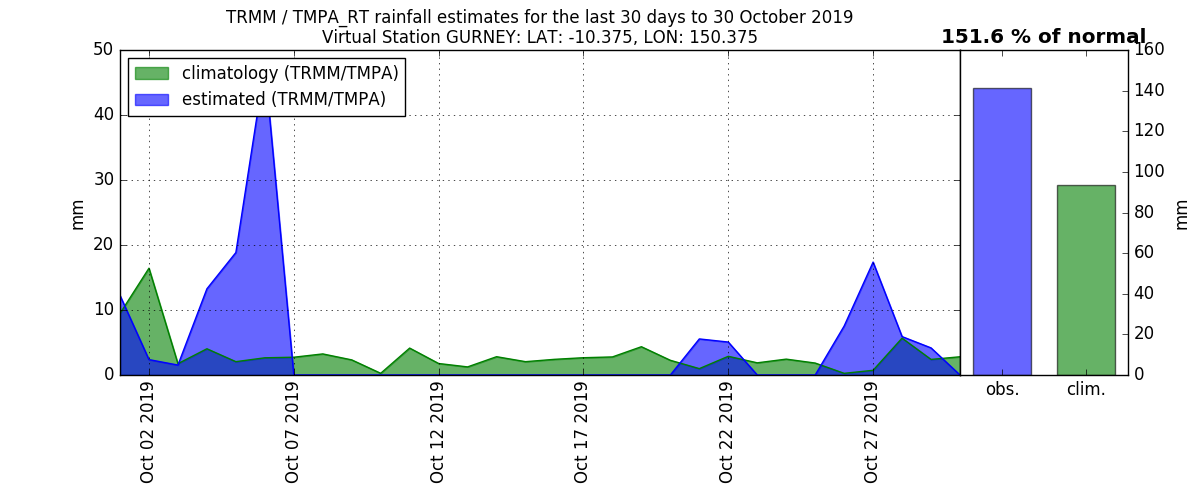 TRMM / TMPA_RT rainfall estimates for the last 30 days to 30 October 2019
Virtual Station GURNEY: LAT: -10.375, LON: 150.375
151.6 % of normal
climatology (TRMM/TMPA)
estimated (TRMM/TMPA)
50
40
30
20
10
0
mm
Oct 02 2019
Oct 07 2019
Oct 12 2019
Oct 17 2019
Oct 22 2019
Oct 27 2019
obs.
clim.
160
140
120
100
80
60
40
20
0
mm